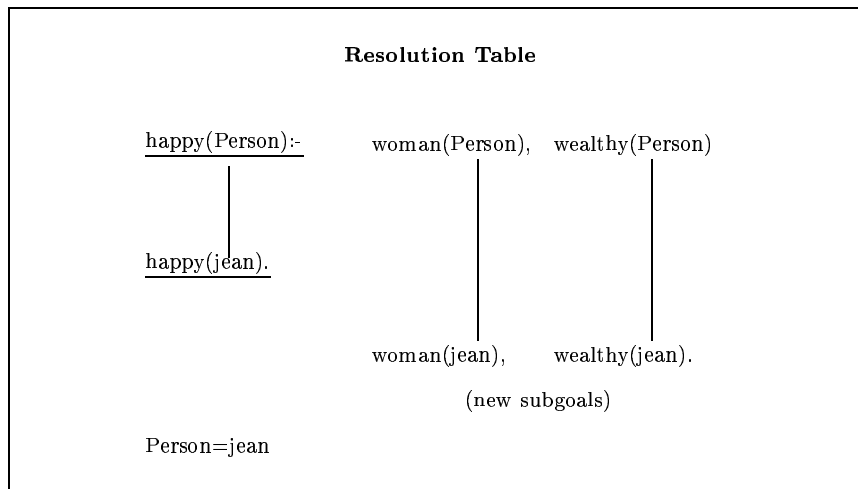 Resolution Table
happy(Person):- woman(Person), wealthy(Person)
happy(jean).
woman(jean), wealthy(jean).
(new subgoals)
Person=jean